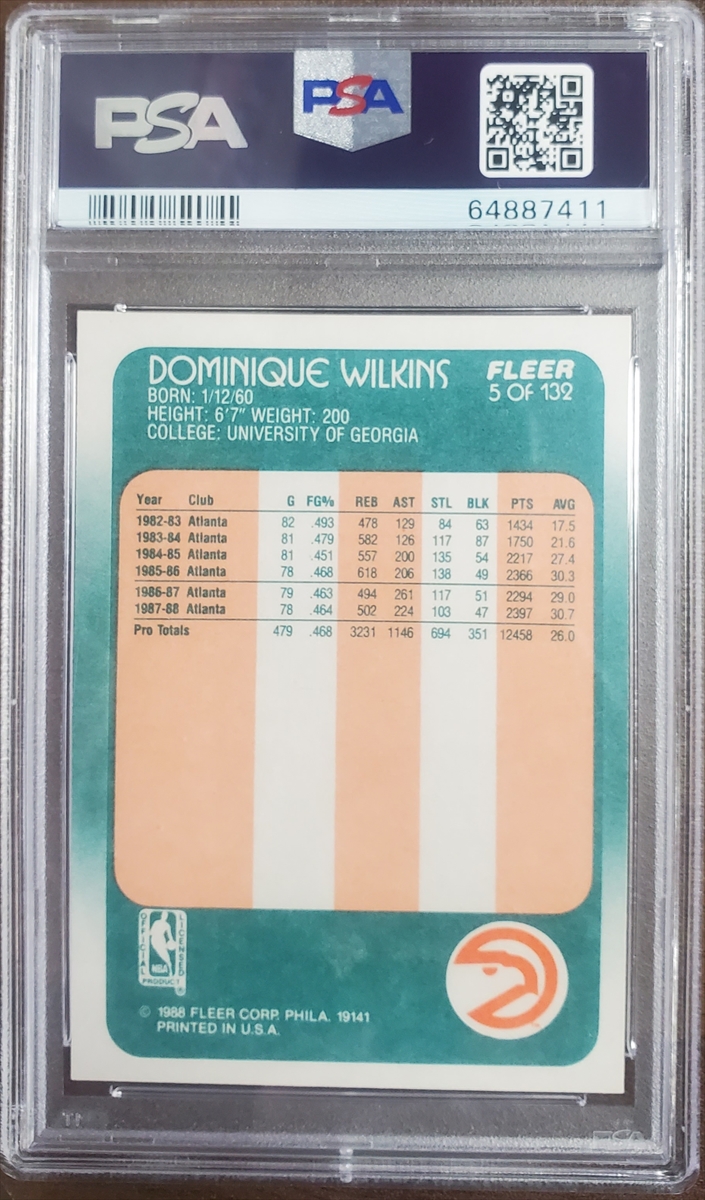 PSA
PSA
64887411
DOMINIQUE WILKINS
FLEER
5 OF 132
BORN: 1/12/60
HEIGHT: 6'7" WEIGHT: 200
COLLEGE: UNIVERSITY OF GEORGIA
Year Club G FG% REB AST STL BLK PTS AVG
1982-83 Atlanta 82 .493 478 129 84 63 1434 17.5
1983-84 Atlanta 81 .479 582 126 117 87 1750 21.6
1984-85 Atlanta 81 .451 557 200 135 54 2217 27.4
1985-86 Atlanta 78 .468 618 206 138 49 2366 30.3
1986-87 Atlanta 79 .463 494 261 117 51 2294 29.0
1987-88 Atlanta 78 .464 502 224 103 47 2397 30.7
Pro Totals 479 .468 3231 1146 694 351 12458 26.0
OFFICIAL
LICENSED
NBA
PRODUCT
®
© 1988 FLEER CORP. PHILA. 19141
PRINTED IN U.S.A.
PSA